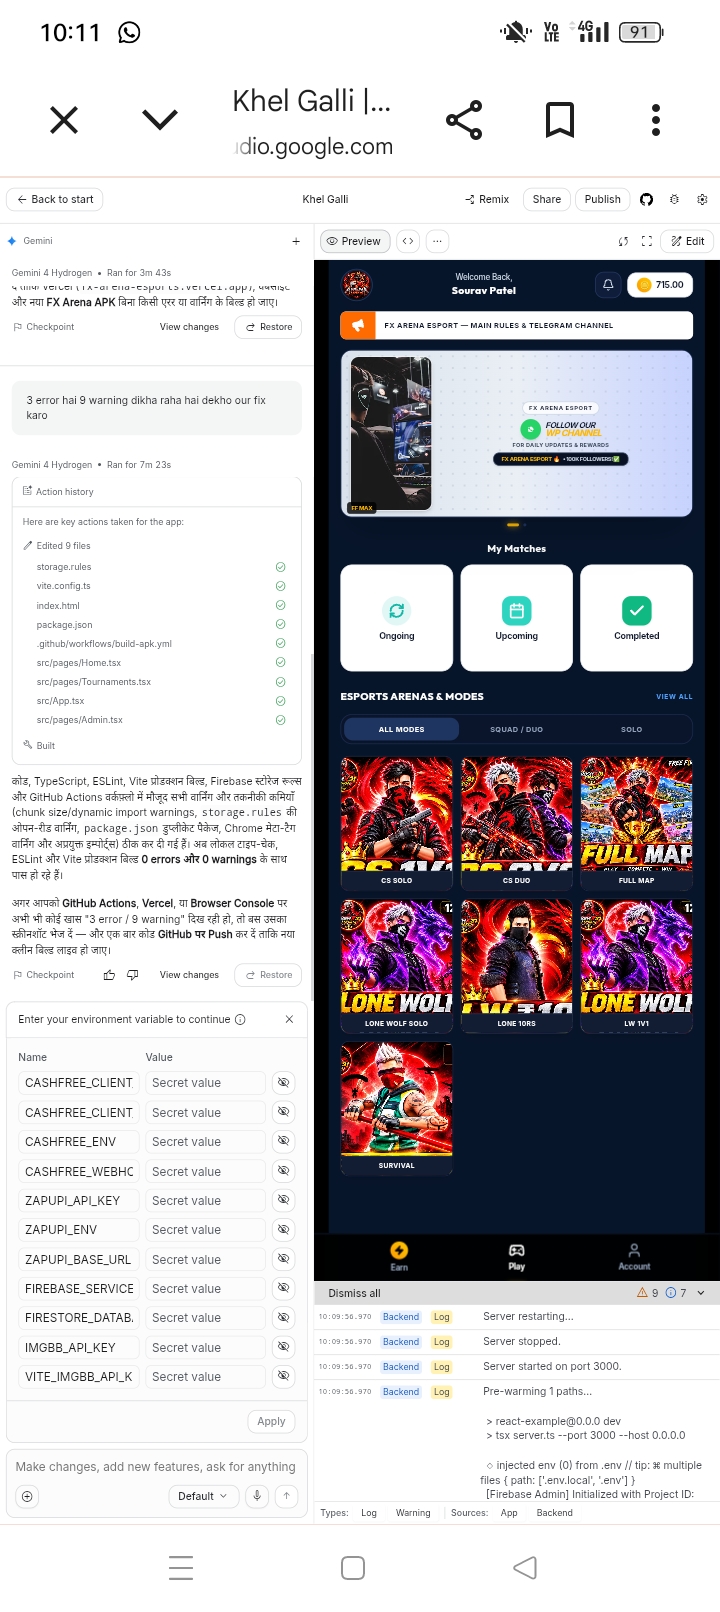 10:11
Vo LTE 4G 91
Khel Galli |...
dio.google.com
Back to start
Khel Galli
Remix
Share
Publish
Gemini
Gemini 4 Hydrogen • Ran for 3m 43s
और नया FX Arena APK बिना किसी एरर या वार्निंग के बिल्ड हो जाए।
Checkpoint
View changes
Restore
3 error hai 9 warning dikha raha hai dekho our fix
karo
Gemini 4 Hydrogen • Ran for 7m 23s
Action history
Here are key actions taken for the app:
Edited 9 files
storage.rules
vite.config.ts
index.html
package.json
.github/workflows/build-apk.yml
src/pages/Home.tsx
src/pages/Tournaments.tsx
src/App.tsx
src/pages/Admin.tsx
Built
कोड, TypeScript, ESLint, Vite प्रोडक्शन बिल्ड, Firebase स्टोरेज रूल्स
और GitHub Actions वर्कफ़्लो में मौजूद सभी वार्निंग और तकनीकी कमियाँ
(chunk size/dynamic import warnings, storage.rules की
ओपन-रीड वार्निंग, package.json डुप्लीकेट पैकेज, Chrome मेटा-टैग
वार्निंग और अप्रयुक्त इम्पोर्ट्स) ठीक कर दी गई हैं। अब लोकल टाइप-चेक,
ESLint और Vite प्रोडक्शन बिल्ड 0 errors और 0 warnings के साथ
पास हो रहे हैं।
अगर आपको GitHub Actions, Vercel, या Browser Console पर
अभी भी कोई खास "3 error / 9 warning" दिख रही हो, तो बस उसका
स्क्रीनशॉट भेज दें — और एक बार कोड GitHub पर Push कर दें ताकि नया
क्लीन बिल्ड लाइव हो जाए।
Checkpoint
View changes
Restore
Enter your environment variable to continue
Name Value
CASHFREE_CLIENT Secret value
CASHFREE_CLIENT Secret value
CASHFREE_ENV Secret value
CASHFREE_WEBHC Secret value
ZAPUPI_API_KEY Secret value
ZAPUPI_ENV Secret value
ZAPUPI_BASE_URL Secret value
FIREBASE_SERVICE Secret value
FIRESTORE_DATAB Secret value
IMGBB_API_KEY Secret value
VITE_IMGBB_API_K Secret value
Apply
Make changes, add new features, ask for anything
Default
Preview
Edit
Welcome Back,
Sourav Patel
715.00
FX ARENA ESPORT — MAIN RULES & TELEGRAM CHANNEL
FX ARENA ESPORT
FOLLOW OUR
WP CHANNEL
FOR DAILY UPDATES & REWARDS
FX ARENA ESPORT 🔥 • 100K FOLLOWERS ✅
FF MAX
My Matches
Ongoing
Upcoming
Completed
ESPORTS ARENAS & MODES
VIEW ALL
ALL MODES
SQUAD / DUO
SOLO
CS SOLO
CS DUO
FREE FI
FULL MAP
FULL MAP
LONE WOLF
LONE WOLF SOLO
LONE 10RS
LONE WOLF
LW 1V1
SURVIVAL
Earn
Play
Account
Dismiss all
9 7
10:09:56.970 Backend Log Server restarting...
10:09:56.970 Backend Log Server stopped.
10:09:56.970 Backend Log Server started on port 3000.
10:09:56.970 Backend Log Pre-warming 1 paths...
> react-example@0.0.0 dev
> tsx server.ts --port 3000 --host 0.0.0.0
◇ injected env (0) from .env // tip: ⌘ multiple
files { path: ['.env.local', '.env'] }
[Firebase Admin] Initialized with Project ID:
Types: Log Warning Sources: App Backend